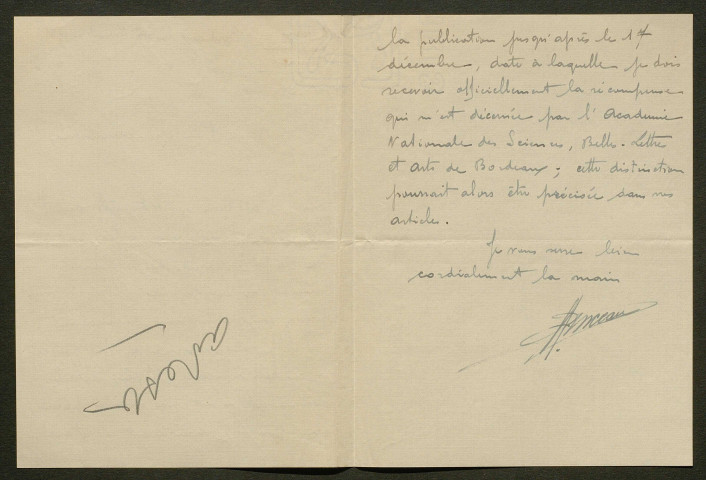 la publication jusqu'après le 17
décembre, date à laquelle je dois
recevoir officiellement la récompense
qui m'est décernée par l'Academie
Nationale des Sciences, Belles-Lettres
et Arts de Bordeaux ; cette distinction
pourrait alors être précisée dans vos
articles.
Je vous serre bien
cordialement la main